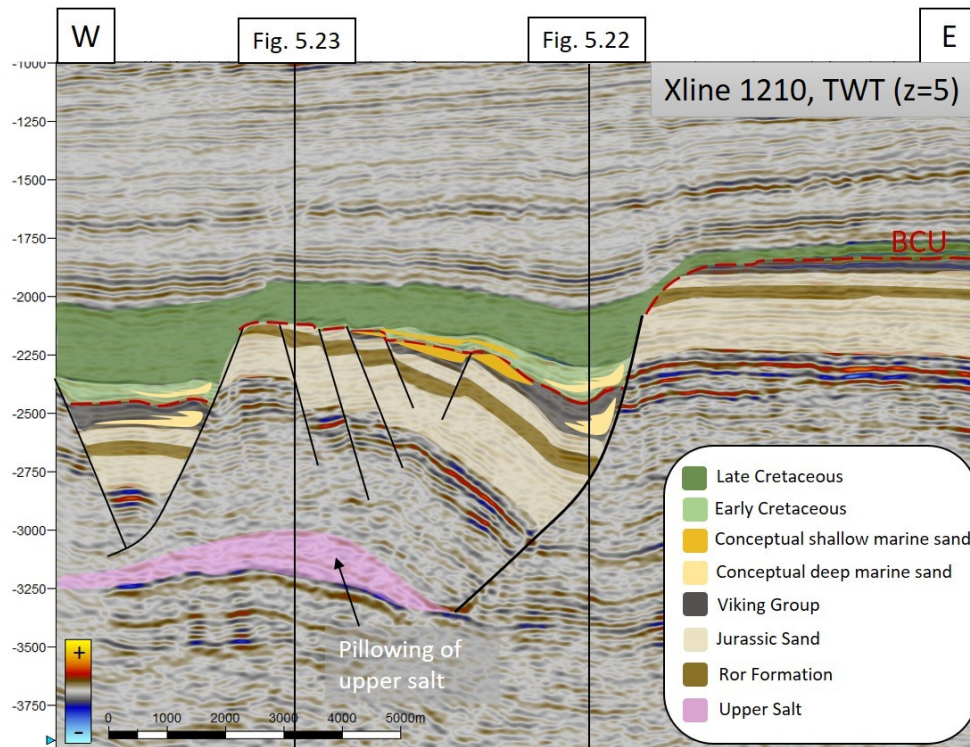 W
Fig. 5.23
Fig. 5.22
E
Xline 1210, TWT (z=5)
-1000
-1250
-1500
-1750
-2000
-2250
-2500
-2750
-3000
-3250
-3500
-3750
BCU
Late Cretaceous
Early Cretaceous
Conceptual shallow marine sand
Conceptual deep marine sand
Viking Group
Jurassic Sand
Ror Formation
Upper Salt
Pillowing of
upper salt
+
−
0 1000 2000 3000 4000 5000m